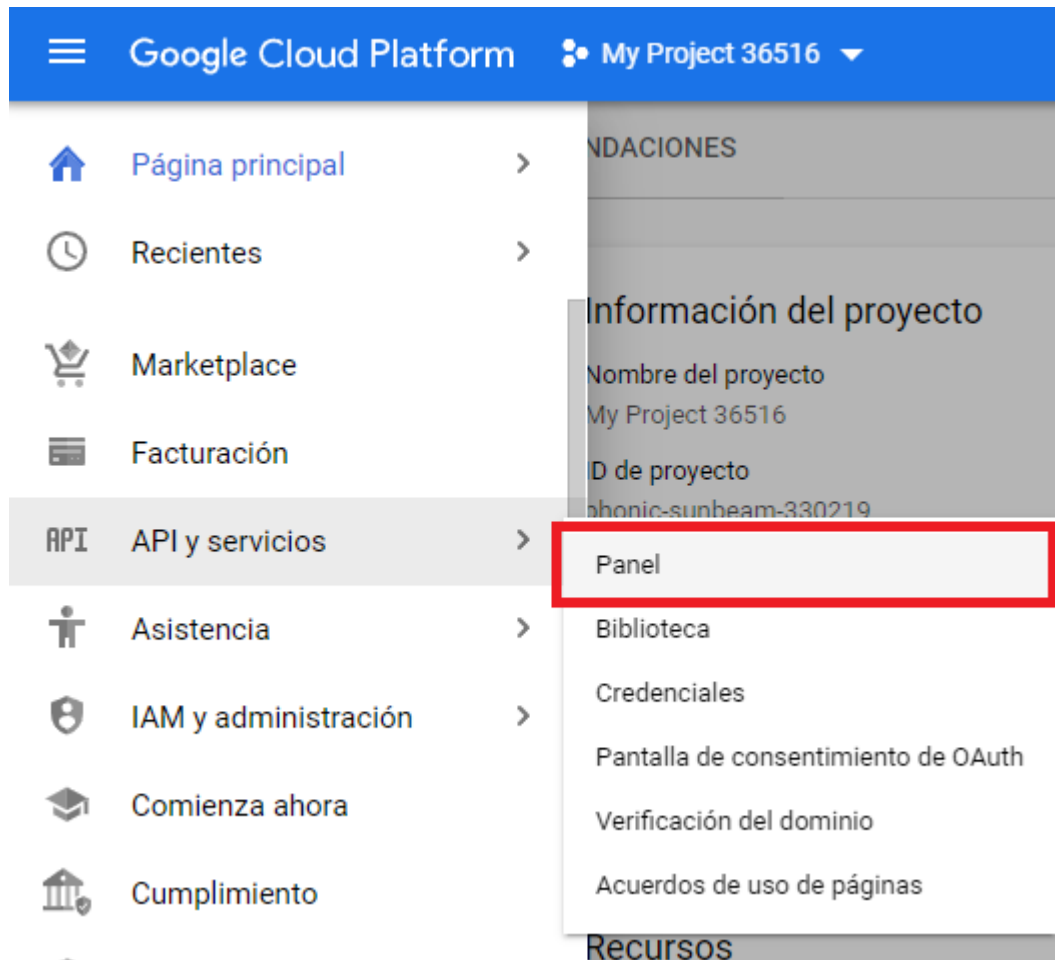 Google Cloud Platform
My Project 36516
Página principal
Recientes
Marketplace
Facturación
API API y servicios
Asistencia
IAM y administración
Comienza ahora
Cumplimiento
NDACIONES
Información del proyecto
Nombre del proyecto
My Project 36516
ID de proyecto
phonic-sunbeam-330219
Panel
Biblioteca
Credenciales
Pantalla de consentimiento de OAuth
Verificación del dominio
Acuerdos de uso de páginas
Recursos